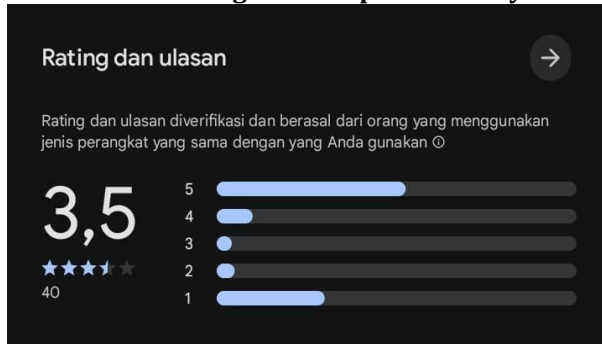 Rating dan ulasan
Rating dan ulasan diverifikasi dan berasal dari orang yang menggunakan
jenis perangkat yang sama dengan yang Anda gunakan
3,5
40
5
4
3
2
1